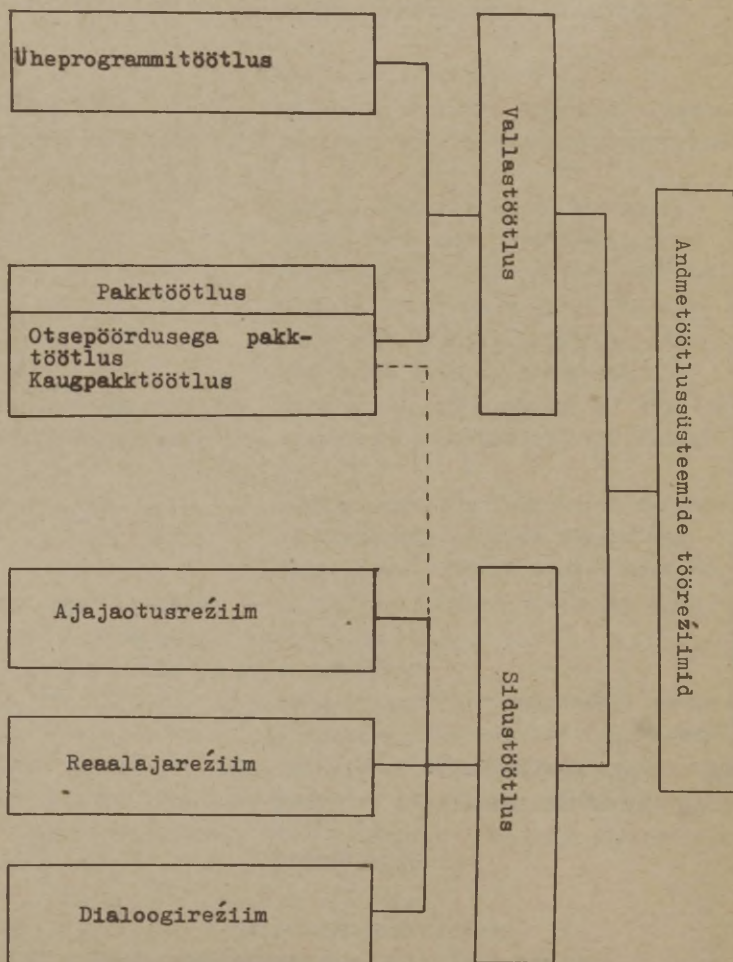 Üheprogrammitöötlus
Pakktöötlus
Otsepöördusega pakk-
töötlus
Kaugpakktöötlus
Ajajaotusrežiim
Reaalajarežiim
Dialoogirežiim
Vallastöötlus
Sidustöötlus
Andmetöötlussüsteemide töörežiimid